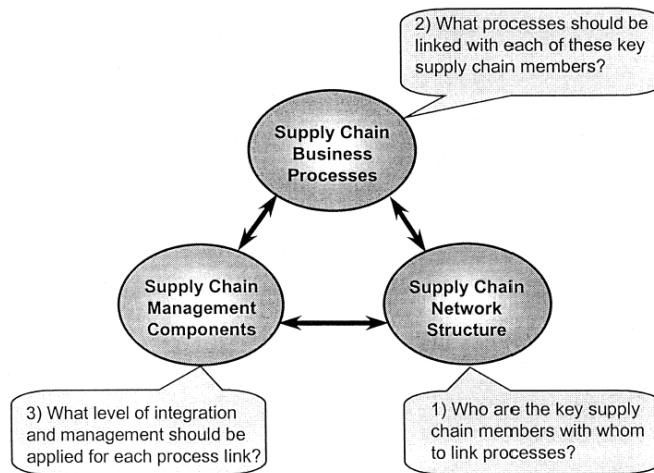 2) What processes should be
linked with each of these key
supply chain members?
Supply Chain
Business
Processes
Supply Chain
Management
Components
Supply Chain
Network
Structure
3) What level of integration
and management should be
applied for each process link?
1) Who are the key supply
chain members with whom
to link processes?